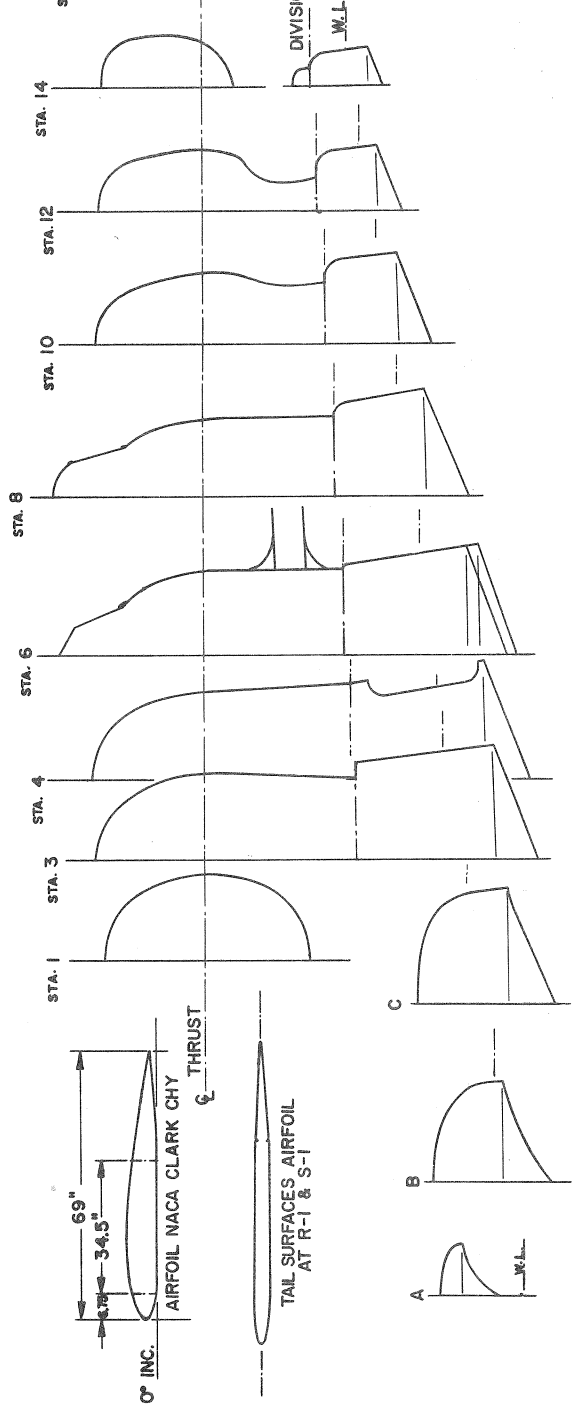 STA. 14
DIVISI
W.L.
STA. 12
STA. 10
STA. 8
STA. 6
STA. 4
STA. 3
STA. 1
69"
34.5"
0° INC.
AIRFOIL NACA CLARK CHY
℄ THRUST
TAIL SURFACES AIRFOIL
AT R-1 & S-1
A
B
C
W.L.